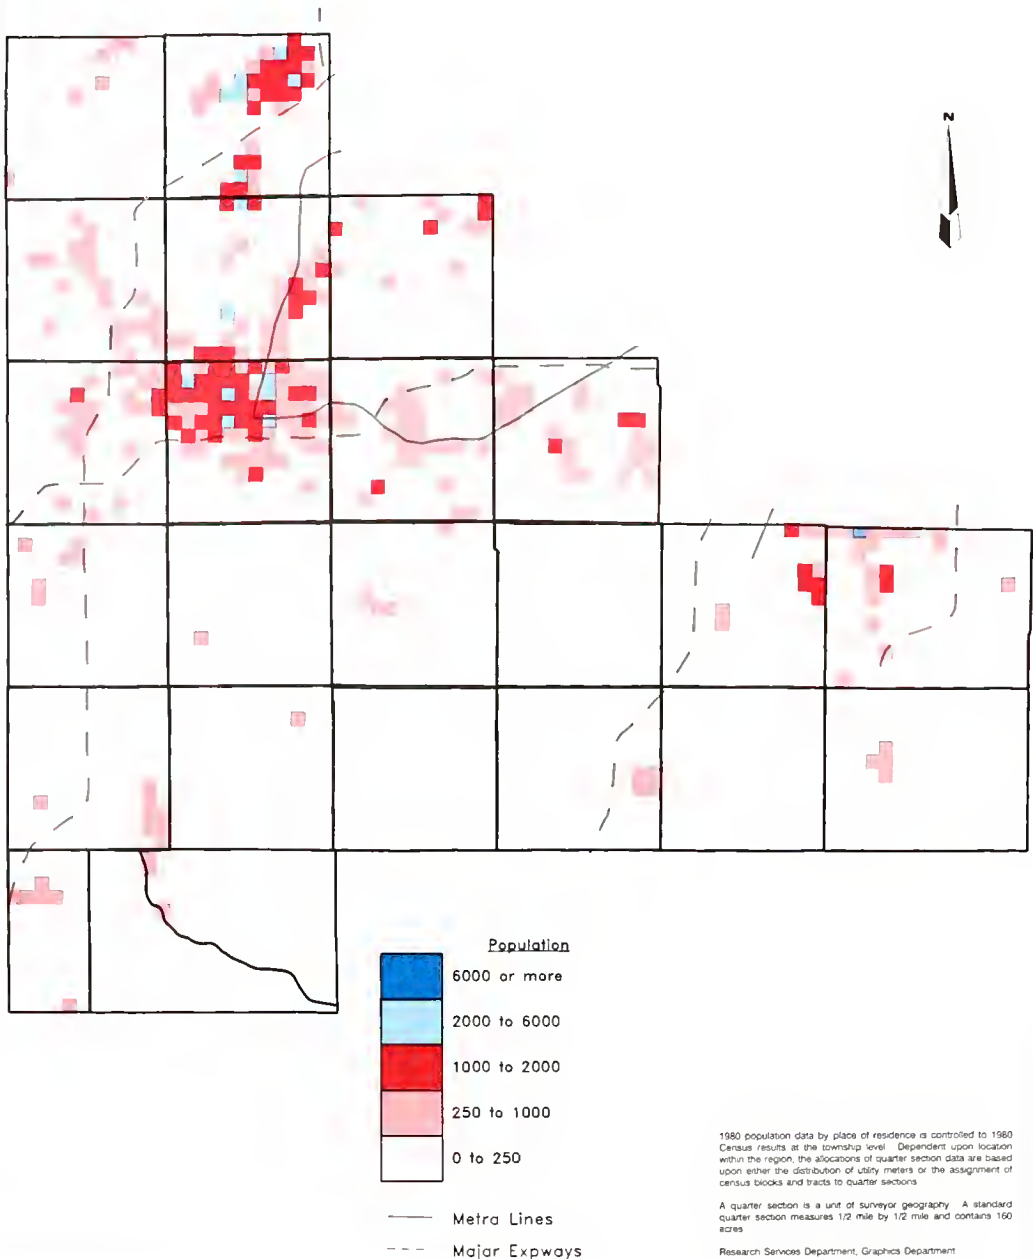 N
Population
6000 or more
2000 to 6000
1000 to 2000
250 to 1000
0 to 250
Metra Lines
Major Expways
1980 population data by place of residence is controlled to 1980
Census results at the township level Dependent upon location
within the region, the allocations of quarter section data are based
upon either the distribution of utility meters or the assignment of
census blocks and tracts to quarter sections
A quarter section is a unit of surveyor geography A standard
quarter section measures 1/2 mile by 1/2 mile and contains 160
acres
Research Services Department, Graphics Department